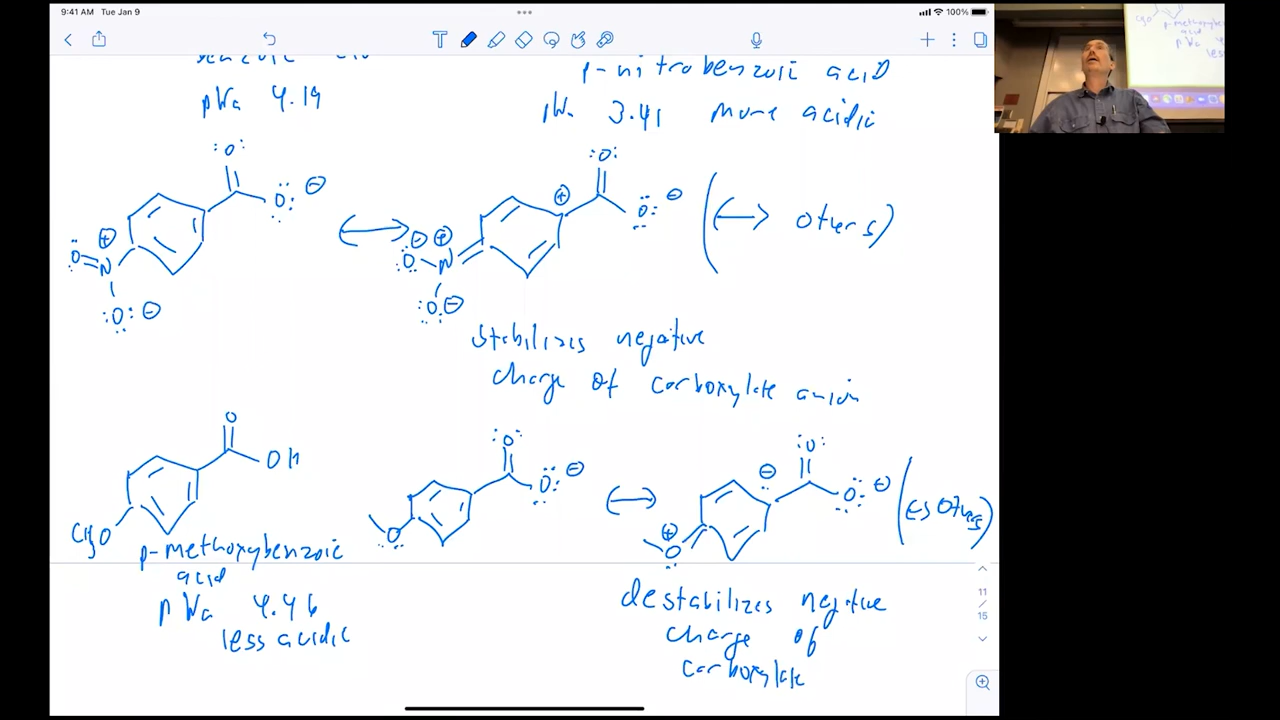 9:41 AM Tue Jan 9
100%
pKa 4.19
p-nitrobenzoic acid
pKa 3.41 more acidic
:O:
O:
N
:O:
:O:
O:
O
N
:O:
(↔ others)
stabilizes negative
charge of carboxylate anion
O
OH
CH3O
p-methoxybenzoic
acid
pKa 4.46
less acidic
:O:
O:
O
:O:
O:
O
(↔ others)
destabilizes negative
charge of
carboxylate
11
15